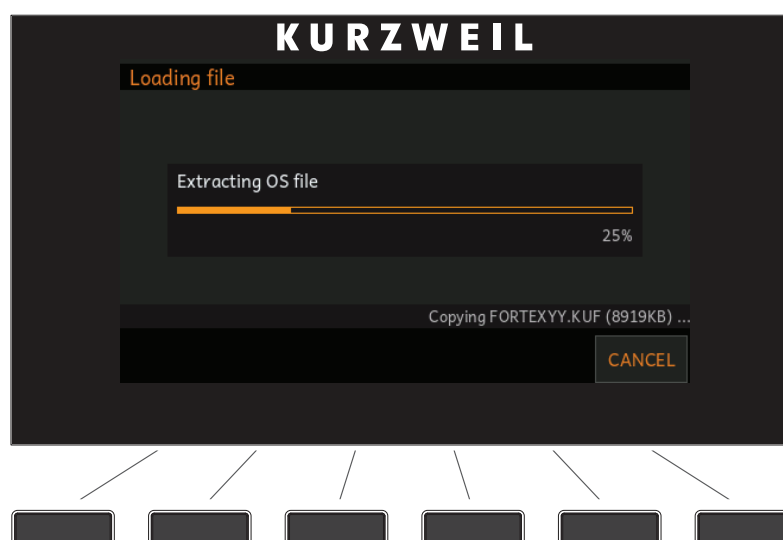 KURZWEIL
Loading file
Extracting OS file
25%
Copying FORTEXYY.KUF (8919KB) ...
CANCEL